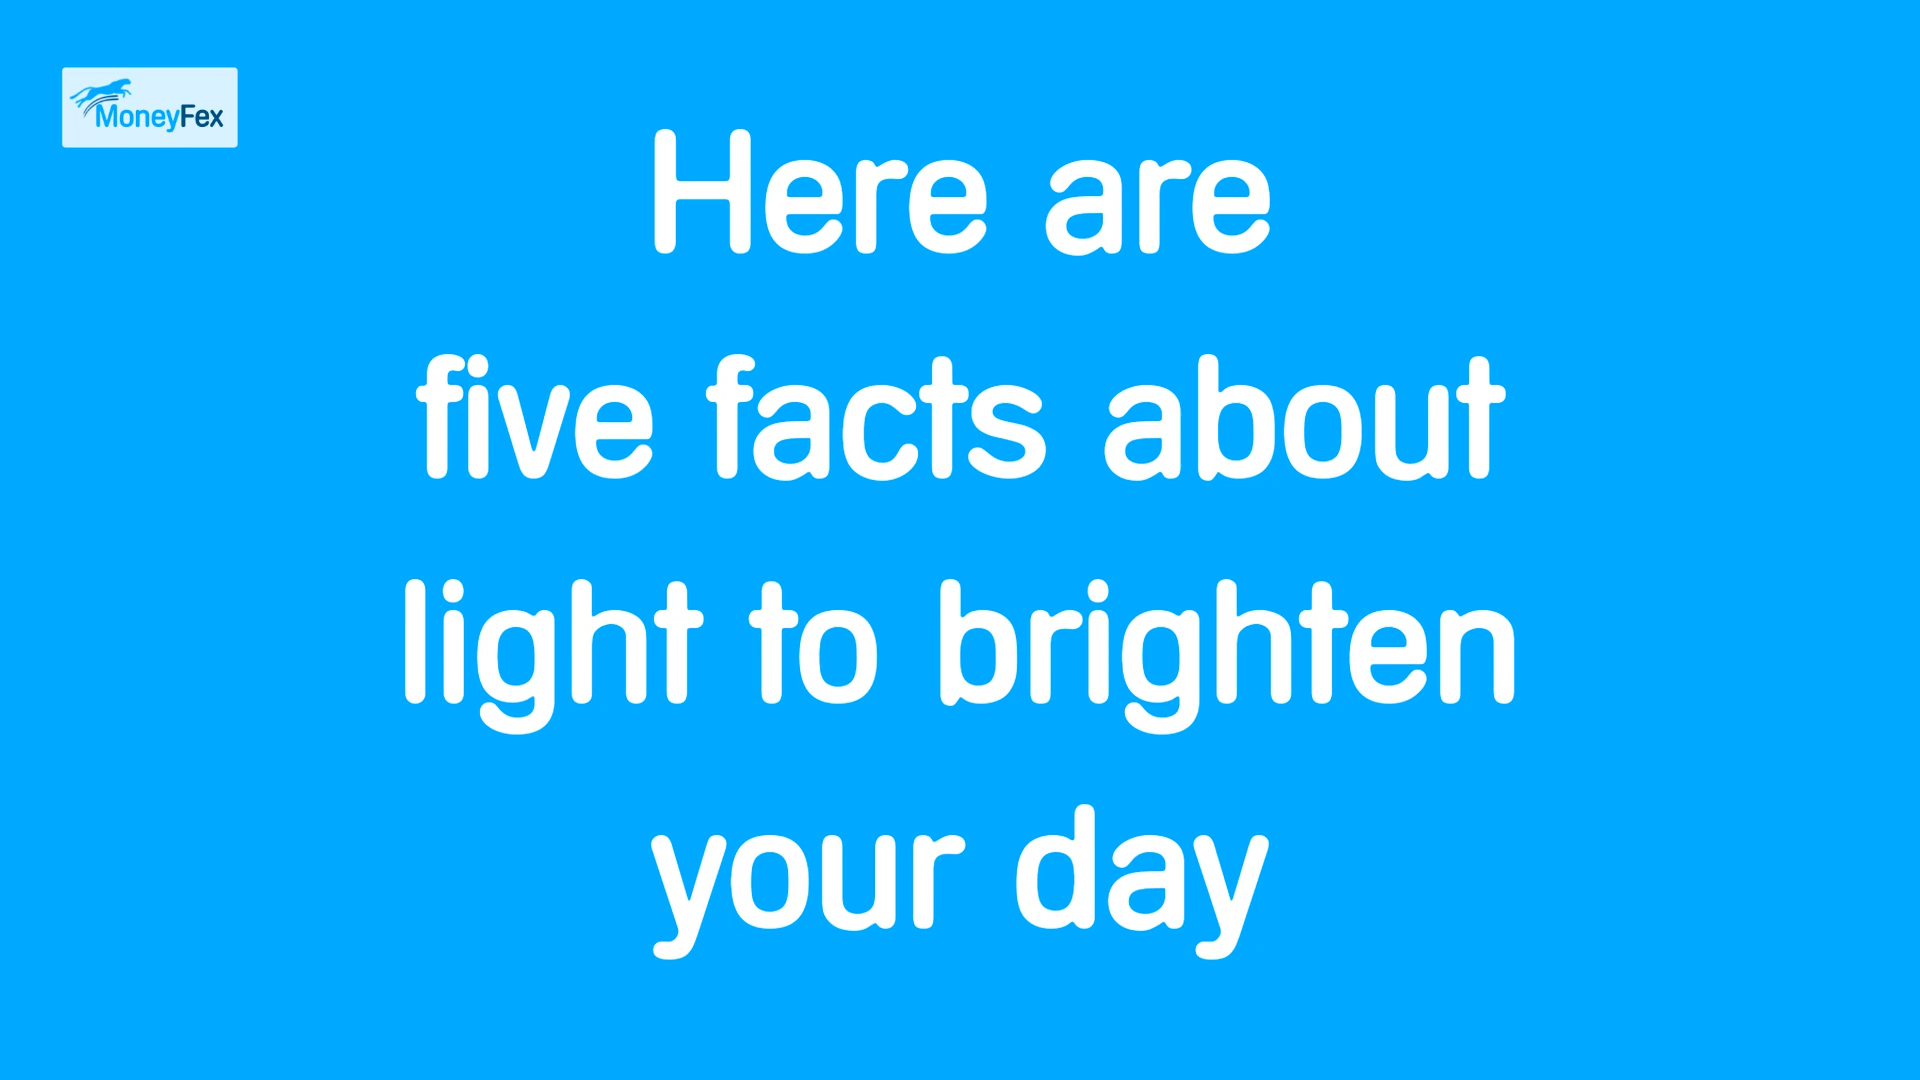 MoneyFex
Here are
five facts about
light to brighten
your day